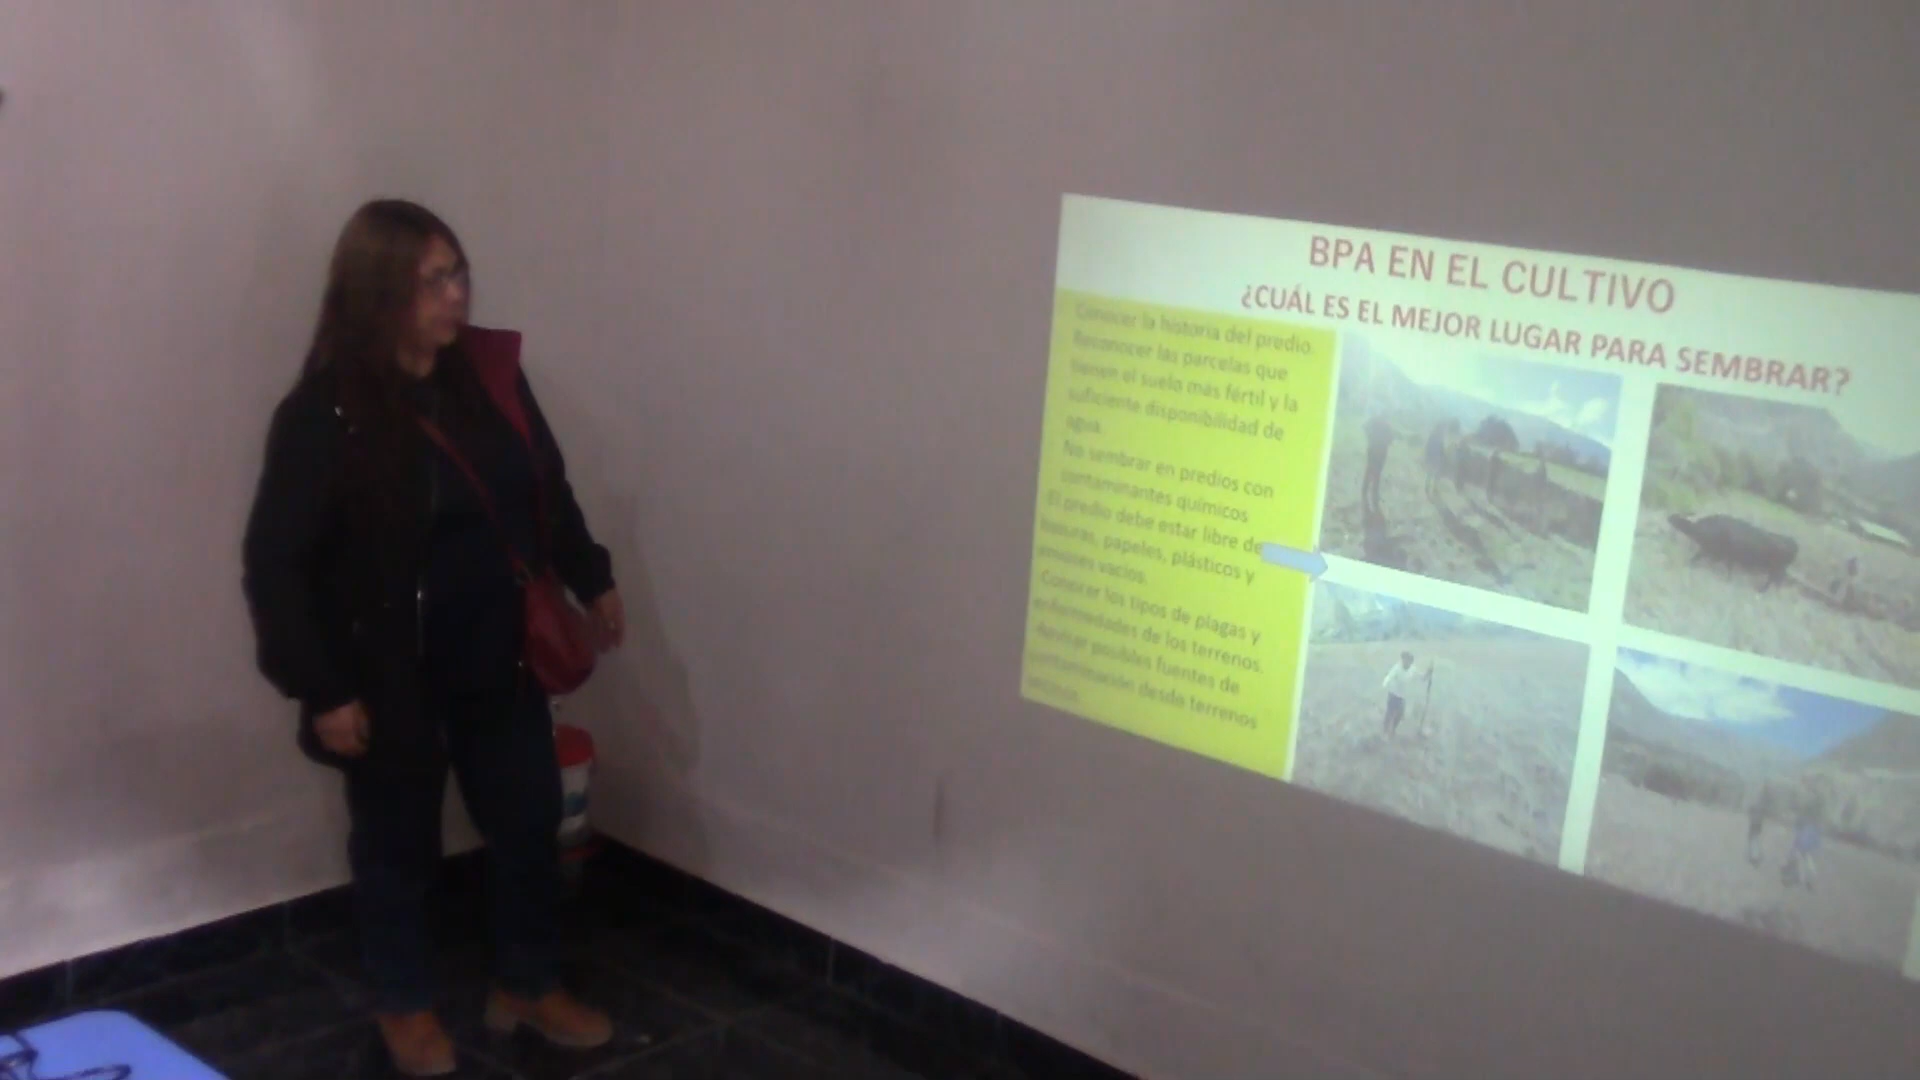 BPA EN EL CULTIVO
¿CUÁL ES EL MEJOR LUGAR PARA SEMBRAR?
Conocer la historia del predio.
Reconocer las parcelas que
tienen el suelo más fértil y la
suficiente disponibilidad de
agua.
No sembrar en predios con
contaminantes químicos
El predio debe estar libre de
basuras, papeles, plásticos y
envases vacíos.
Conocer los tipos de plagas y
enfermedades de los terrenos.
posibles fuentes de
contaminación desde terrenos
vecinos.